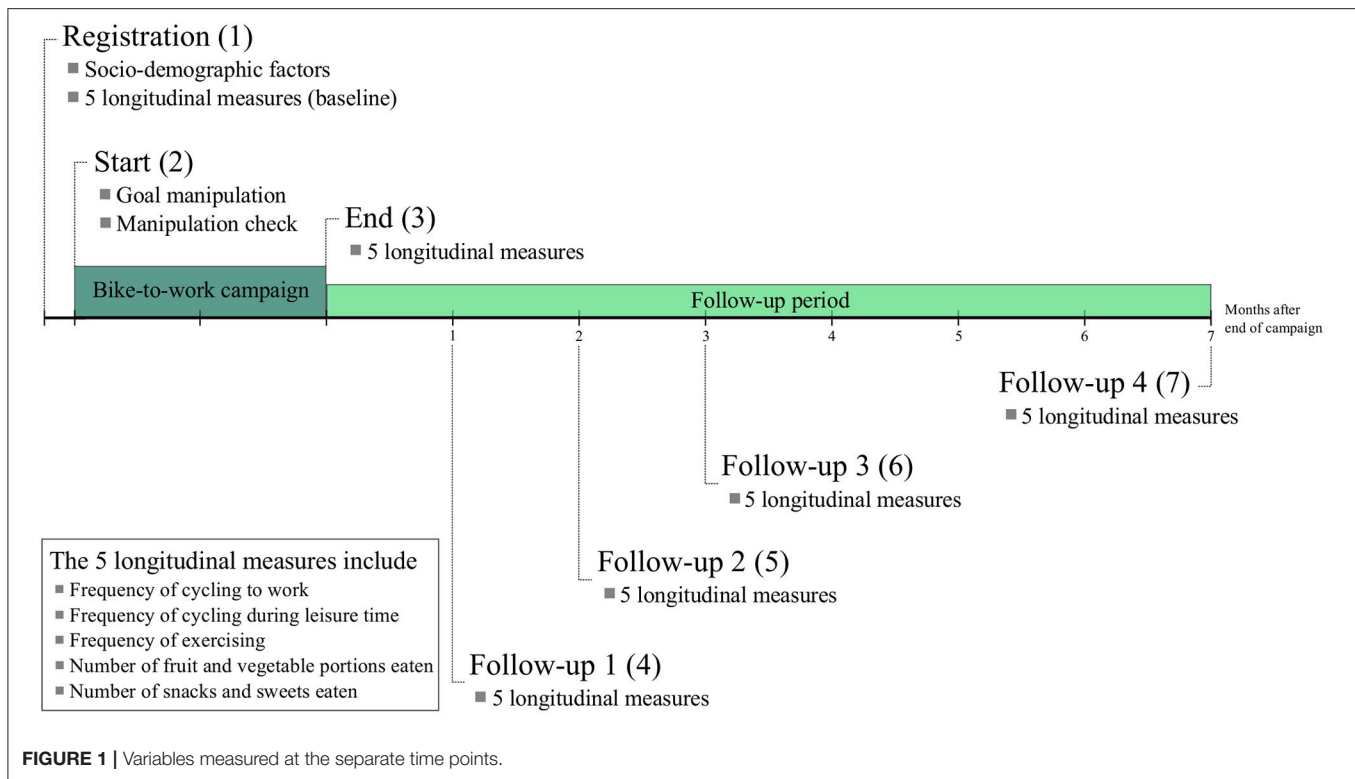 Registration (1)
Socio-demographic factors
5 longitudinal measures (baseline)
Start (2)
Goal manipulation
Manipulation check
End (3)
5 longitudinal measures
Bike-to-work campaign
Follow-up period
Months after
end of campaign
1 2 3 4 5 6 7
Follow-up 4 (7)
5 longitudinal measures
Follow-up 3 (6)
5 longitudinal measures
Follow-up 2 (5)
5 longitudinal measures
Follow-up 1 (4)
5 longitudinal measures
The 5 longitudinal measures include
Frequency of cycling to work
Frequency of cycling during leisure time
Frequency of exercising
Number of fruit and vegetable portions eaten
Number of snacks and sweets eaten
FIGURE 1 | Variables measured at the separate time points.